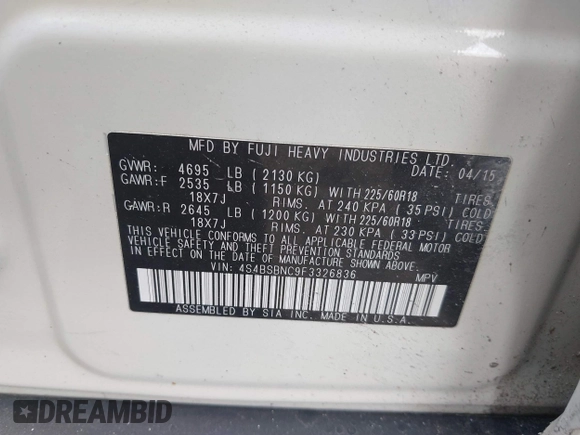 MFD BY FUJI HEAVY INDUSTRIES LTD.
GVWR: 4695 LB ( 2130 KG) DATE: 04/15
GAWR:F 2535 LB ( 1150 KG) WITH 225/60R18 TIRES
18X7J RIMS. AT 240 KPA ( 35 PSI) COLD
GAWR:R 2645 LB ( 1200 KG) WITH 225/60R18 TIRES
18X7J RIMS. AT 230 KPA ( 33 PSI) COLD
THIS VEHICLE CONFORMS TO ALL APPLICABLE FEDERAL MOTOR
VEHICLE SAFETY, BUMPER, AND THEFT PREVENTION STANDARDS
IN EFFECT ON THE DATE OF MANUFACTURE SHOWN ABOVE.
VIN: 4S4BSBNC9F3326836 MPV
ASSEMBLED BY SIA INC. MADE IN U.S.A.
DREAMBID